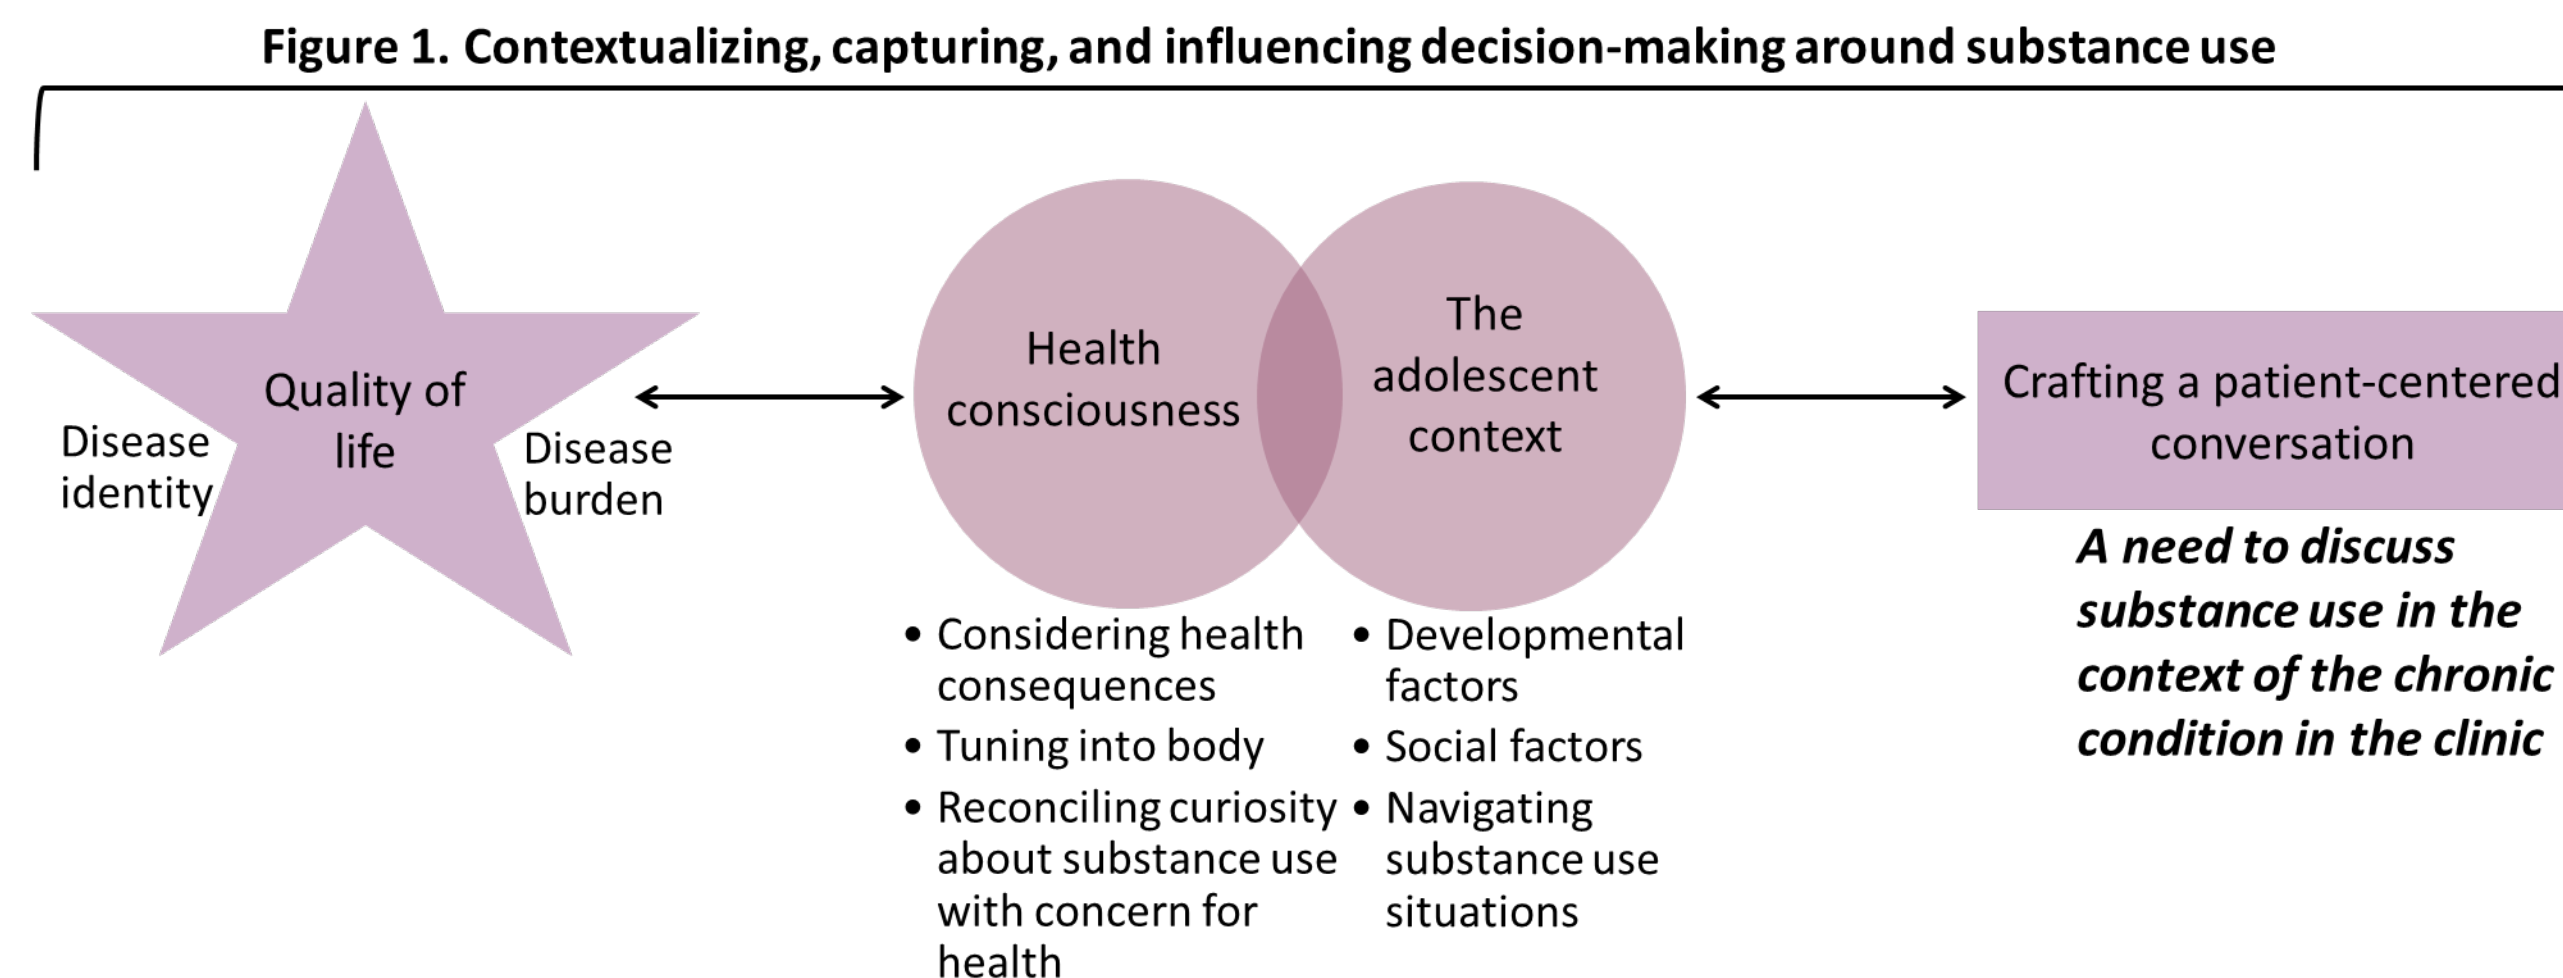 Figure 1. Contextualizing, capturing, and influencing decision-making around substance use
Quality of
life
Disease
identity
Disease
burden
Health
consciousness
The
adolescent
context
Crafting a patient-centered
conversation
• Considering health
consequences
• Tuning into body
• Reconciling curiosity
about substance use
with concern for
health
• Developmental
factors
• Social factors
• Navigating
substance use
situations
A need to discuss
substance use in the
context of the chronic
condition in the clinic